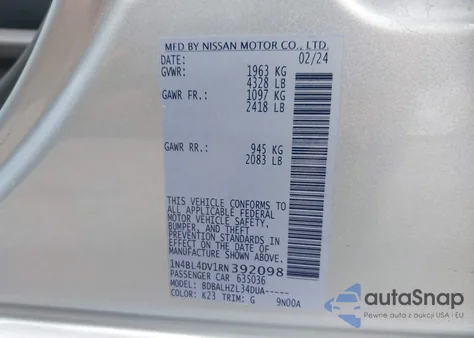 MFD BY NISSAN MOTOR CO., LTD.
DATE: 02/24
GVWR: 1963 KG
4328 LB
GAWR FR.: 1097 KG
2418 LB
GAWR RR.: 945 KG
2083 LB
THIS VEHICLE CONFORMS TO
ALL APPLICABLE FEDERAL
MOTOR VEHICLE SAFETY,
BUMPER, AND THEFT
PREVENTION STANDARDS IN
EFFECT ON THE DATE OF
MANUFACTURE SHOWN ABOVE.
1N4BL4DV1RN392098
PASSENGER CAR 63S036
MODEL: BDBALHZL34DUA-----
COLOR: K23 TRIM: G 9N00A
autoSnap
Pewne auto z aukcji w USA i EU